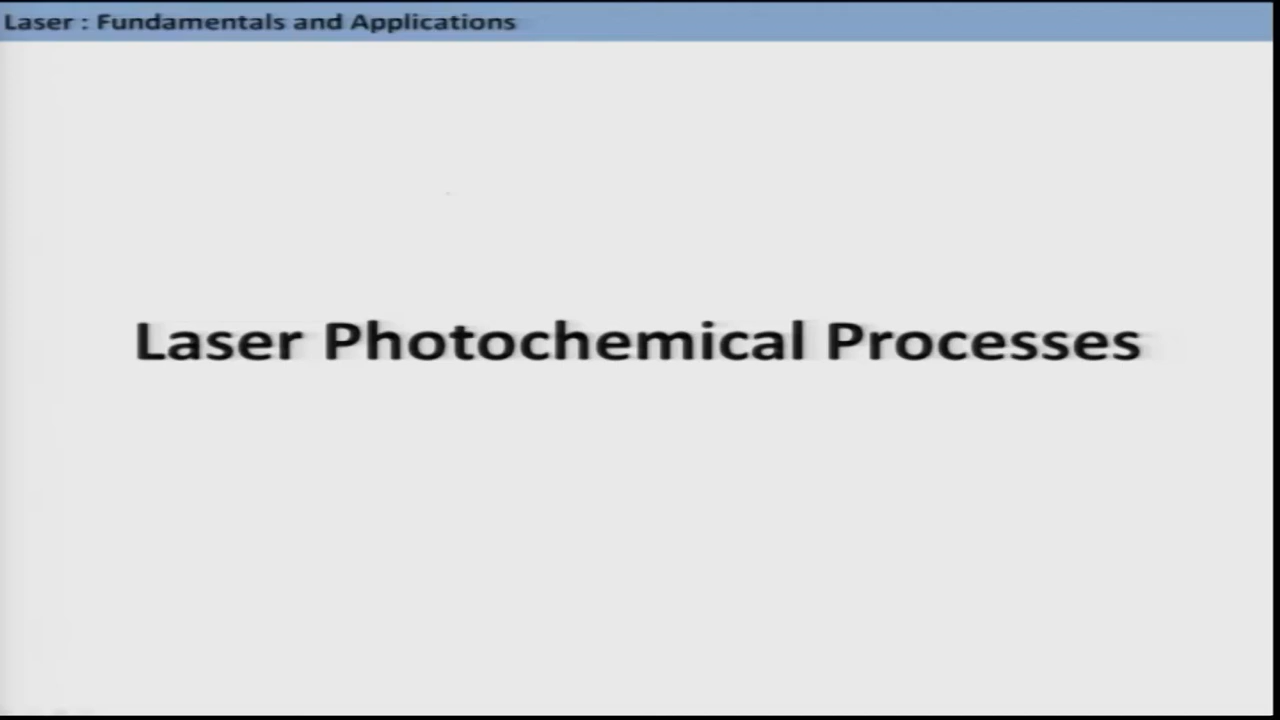 Laser : Fundamentals and Applications
Laser Photochemical Processes